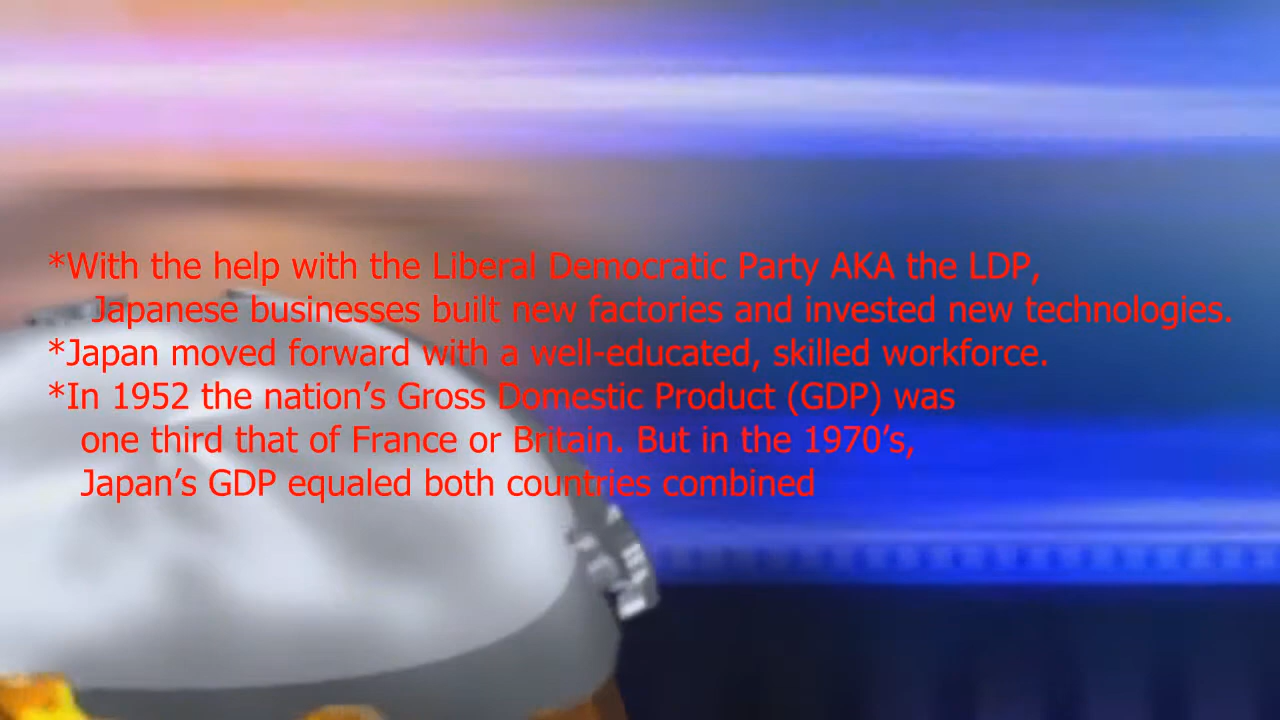 *With the help with the Liberal Democratic Party AKA the LDP,
Japanese businesses built new factories and invested new technologies.
*Japan moved forward with a well-educated, skilled workforce.
*In 1952 the nation’s Gross Domestic Product (GDP) was
one third that of France or Britain. But in the 1970’s,
Japan’s GDP equaled both countries combined